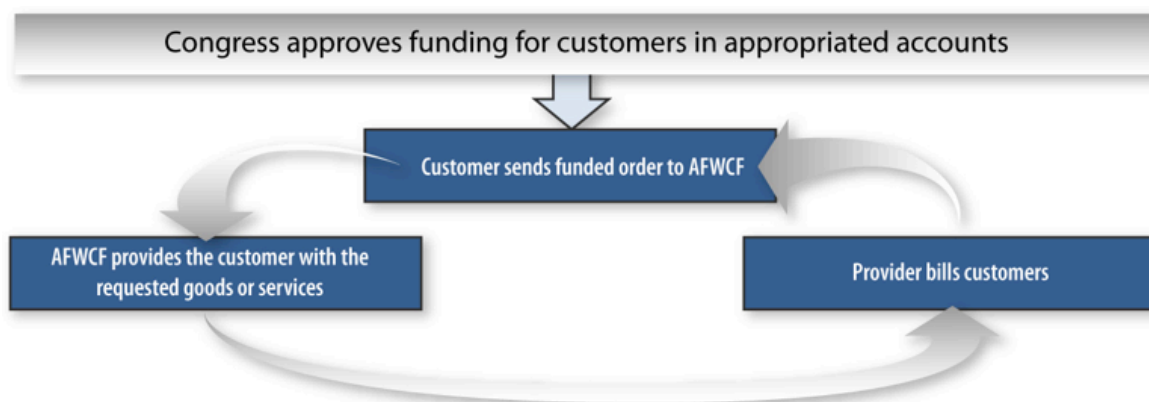 Congress approves funding for customers in appropriated accounts
Customer sends funded order to AFWCF
AFWCF provides the customer with the
requested goods or services
Provider bills customers